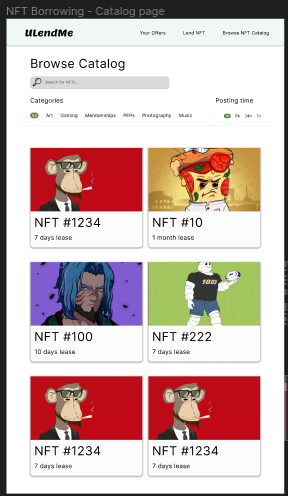 NFT Borrowing - Catalog page
ULendMe
Your Offers Lend NFT Browse NFT Catalog
Browse Catalog
Search for NFTs...
Categories Posting time
All Art Gaming Memberships PFPs Photography Music
6h 24h
NFT #1234 NFT #10
7 days lease 1 month lease
NFT #100 NFT #222
10 days lease 7 days lease
NFT #1234 NFT #1234
7 days lease 7 days lease